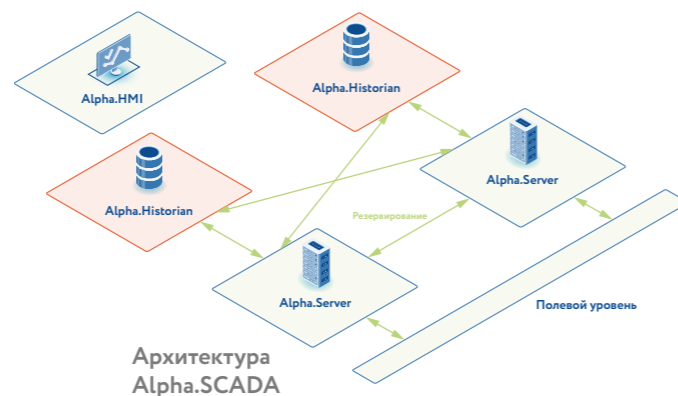 Alpha.Historian
Alpha.HMI
Alpha.Server
Alpha.Historian
Резервирование
Alpha.Server
Полевой уровень
Архитектура
Alpha.SCADA